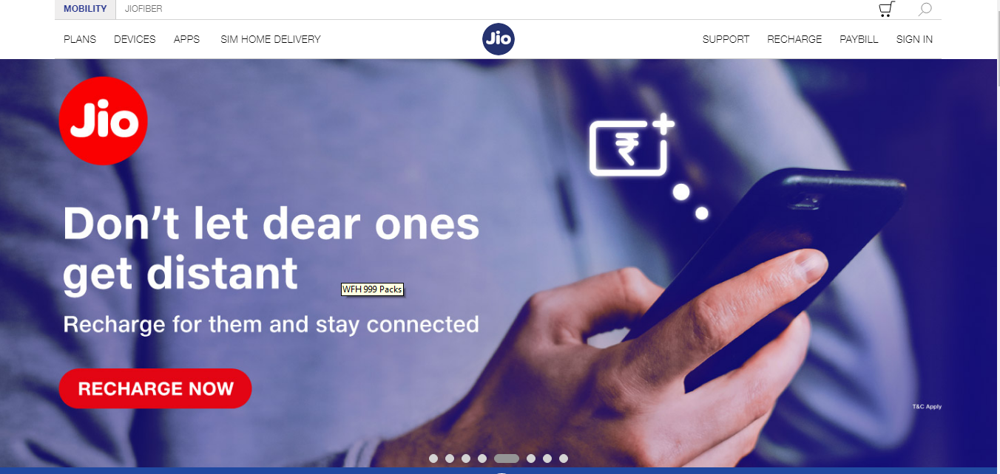 MOBILITY JIOFIBER
PLANS DEVICES APPS SIM HOME DELIVERY Jio SUPPORT RECHARGE PAYBILL SIGN IN
Jio
₹
Don't let dear ones
get distant
WFH 999 Packs
Recharge for them and stay connected
RECHARGE NOW
T&C Apply